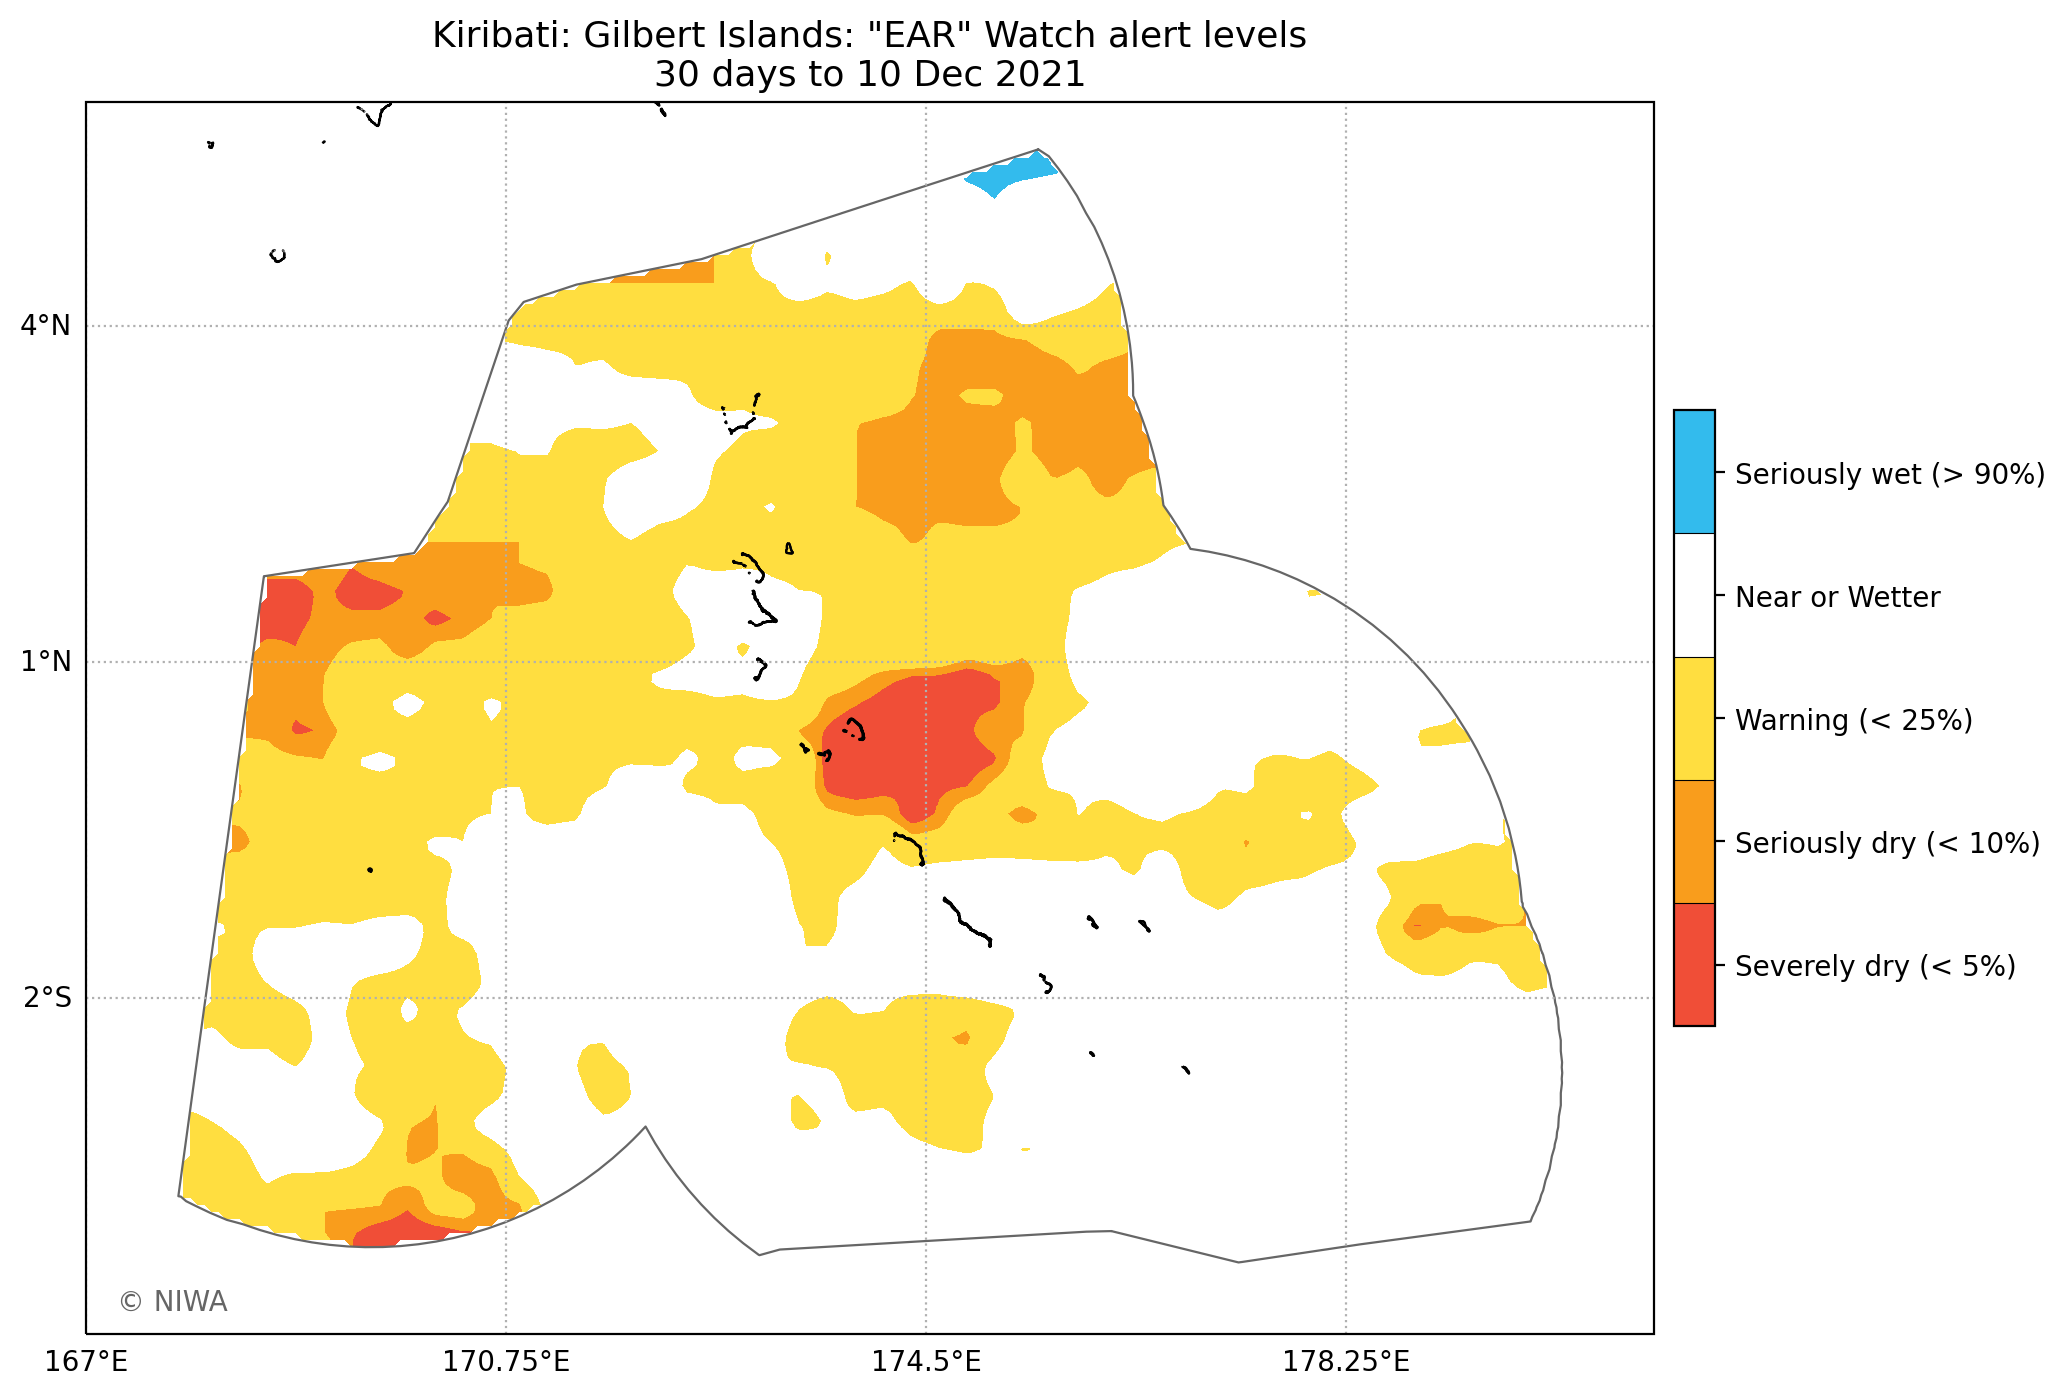 Kiribati: Gilbert Islands: "EAR" Watch alert levels
30 days to 10 Dec 2021
4°N
1°N
2°S
167°E
170.75°E
174.5°E
178.25°E
Seriously wet (> 90%)
Near or Wetter
Warning (< 25%)
Seriously dry (< 10%)
Severely dry (< 5%)
© NIWA